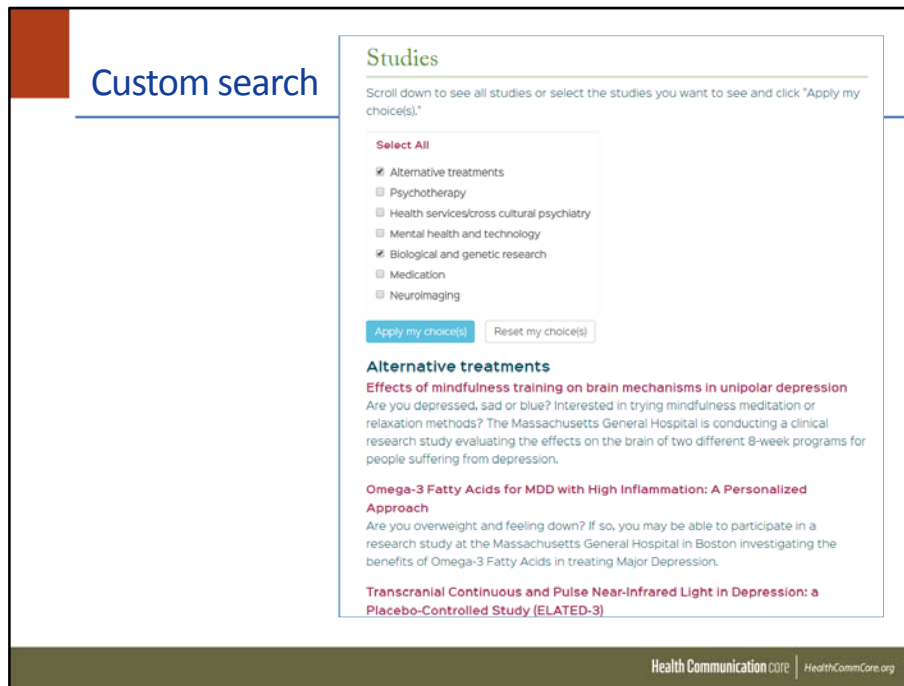 Custom search
Studies
Scroll down to see all studies or select the studies you want to see and click "Apply my
choice(s)."
Select All
Alternative treatments
Psychotherapy
Health services/cross cultural psychiatry
Mental health and technology
Biological and genetic research
Medication
Neuroimaging
Apply my choice(s) Reset my choice(s)
Alternative treatments
Effects of mindfulness training on brain mechanisms in unipolar depression
Are you depressed, sad or blue? Interested in trying mindfulness meditation or
relaxation methods? The Massachusetts General Hospital is conducting a clinical
research study evaluating the effects on the brain of two different 8-week programs for
people suffering from depression.
Omega-3 Fatty Acids for MDD with High Inflammation: A Personalized
Approach
Are you overweight and feeling down? If so, you may be able to participate in a
research study at the Massachusetts General Hospital in Boston investigating the
benefits of Omega-3 Fatty Acids in treating Major Depression.
Transcranial Continuous and Pulse Near-Infrared Light in Depression: a
Placebo-Controlled Study (ELATED-3)
Health Communication core | HealthCommCore.org